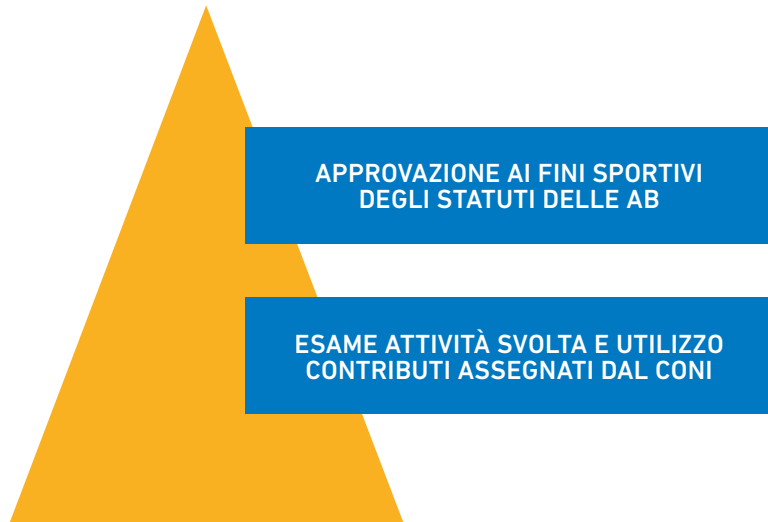 APPROVAZIONE AI FINI SPORTIVI
DEGLI STATUTI DELLE AB
ESAME ATTIVITÀ SVOLTA E UTILIZZO
CONTRIBUTI ASSEGNATI DAL CONI